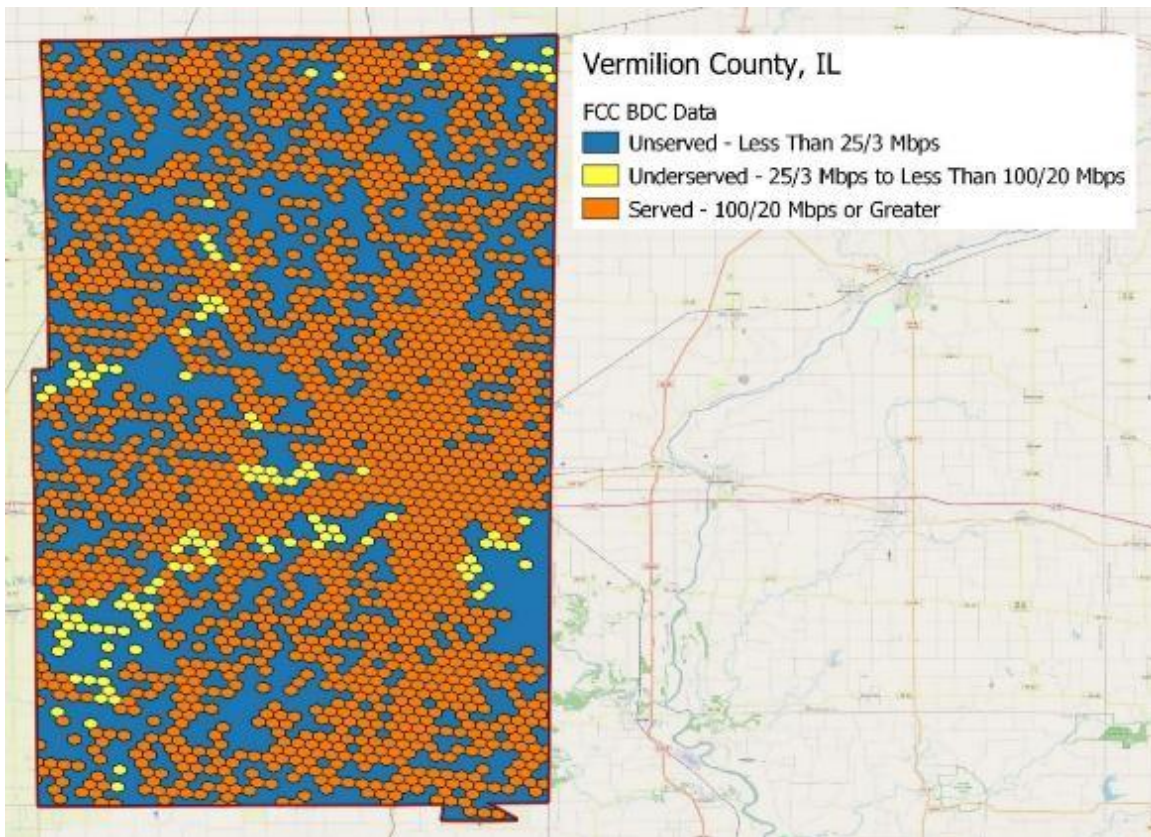 Vermilion County, IL
FCC BDC Data
Unserved - Less Than 25/3 Mbps
Underserved - 25/3 Mbps to Less Than 100/20 Mbps
Served - 100/20 Mbps or Greater